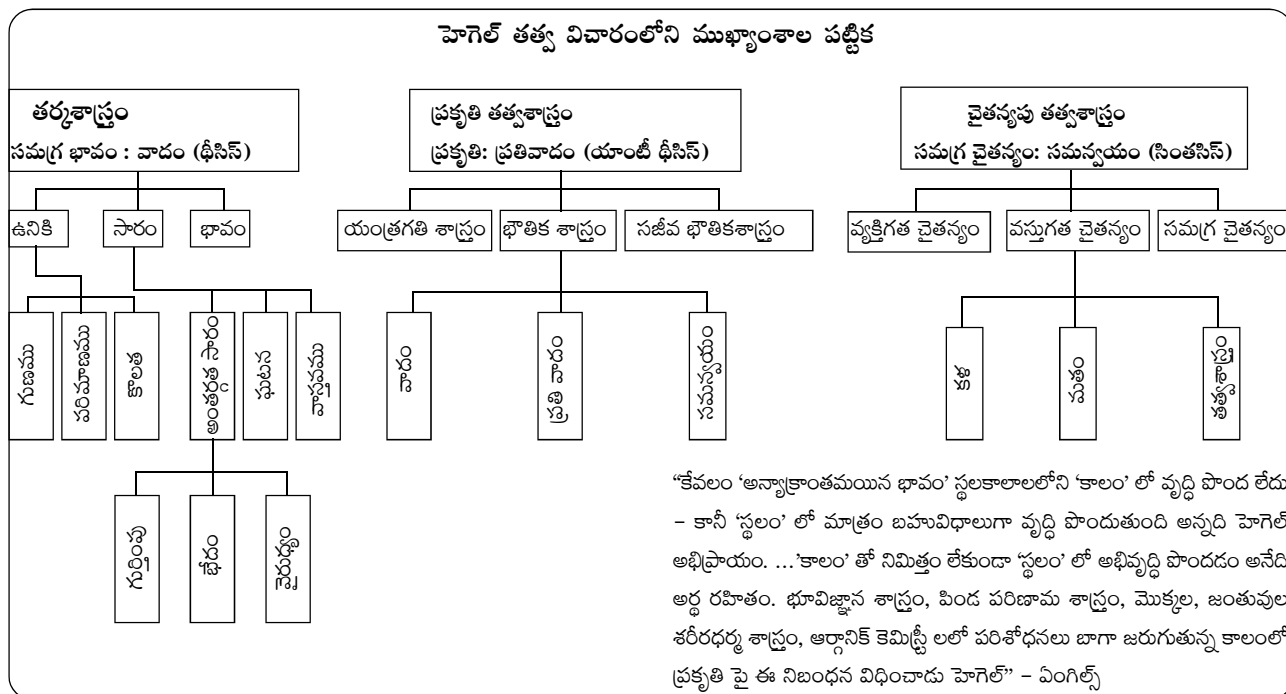 హెగెల్ తత్వ విచారంలోని ముఖ్యాంశాల పట్టిక
తర్కశాస్త్రం
సమగ్ర భావం : వాదం (థీసిస్)
ప్రకృతి తత్వశాస్త్రం
ప్రకృతి: ప్రతివాదం (యాంటీ థీసిస్)
చైతన్యపు తత్వశాస్త్రం
సమగ్ర చైతన్యం: సమన్వయం (సింతసిస్)
ఉనికి
సారం
భావం
యంత్రగతి శాస్త్రం
భౌతిక శాస్త్రం
సజీవ భౌతికశాస్త్రం
వ్యక్తిగత చైతన్యం
వస్తుగత చైతన్యం
సమగ్ర చైతన్యం
గుణము
పరిమాణము
కొలత
అంతర్గత సారం
ఘటన
వాస్తవము
వాదం
ప్రతి వాదం
సమన్వయం
కళ
మతం
తత్వశాస్త్రం
గుర్తింపు
భేదం
వైరుధ్యం
“కేవలం ‘అన్యాక్రాంతమయిన భావం’ స్థలకాలాలలోని ‘కాలం’ లో వృద్ధి పొంద లేదు
– కానీ ‘స్థలం’ లో మాత్రం బహువిధాలుగా వృద్ధి పొందుతుంది అన్నది హెగెల్
అభిప్రాయం. ...’కాలం’ తో నిమిత్తం లేకుండా ‘స్థలం’ లో అభివృద్ధి పొందడం అనేది
అర్థ రహితం. భూవిజ్ఞాన శాస్త్రం, పిండ పరిణామ శాస్త్రం, మొక్కల, జంతువుల
శరీరధర్మ శాస్త్రం, ఆర్గానిక్ కెమిస్ట్రీ లలో పరిశోధనలు బాగా జరుగుతున్న కాలంలో
ప్రకృతి పై ఈ నిబంధన విధించాడు హెగెల్” – ఏంగిల్స్